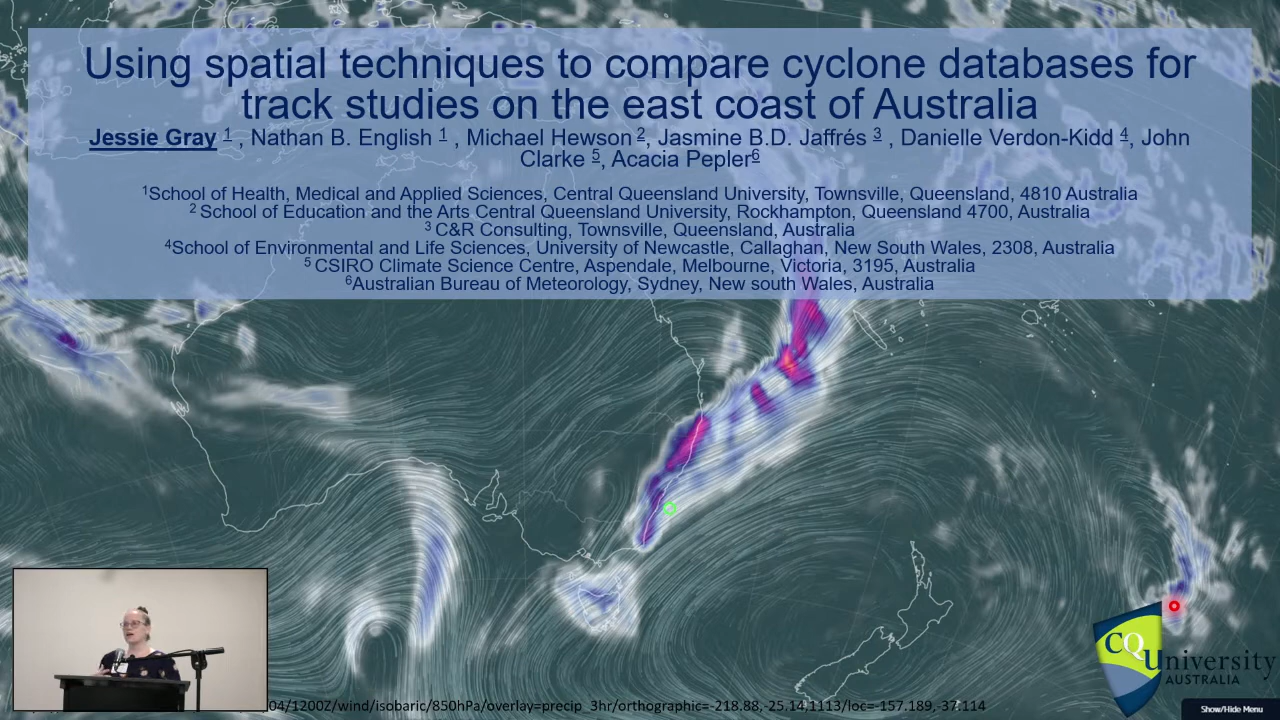 Using spatial techniques to compare cyclone databases for
track studies on the east coast of Australia
Jessie Gray 1 , Nathan B. English 1 , Michael Hewson 2, Jasmine B.D. Jaffrés 3 , Danielle Verdon-Kidd 4, John
Clarke 5, Acacia Pepler6
1School of Health, Medical and Applied Sciences, Central Queensland University, Townsville, Queensland, 4810 Australia
2 School of Education and the Arts Central Queensland University, Rockhampton, Queensland 4700, Australia
3 C&R Consulting, Townsville, Queensland, Australia
4School of Environmental and Life Sciences, University of Newcastle, Callaghan, New South Wales, 2308, Australia
5 CSIRO Climate Science Centre, Aspendale, Melbourne, Victoria, 3195, Australia
6Australian Bureau of Meteorology, Sydney, New south Wales, Australia
CQUniversity
AUSTRALIA
04/1200Z/wind/isobaric/850hPa/overlay=precip_3hr/orthographic=-218.88,-25.14,1113/loc=-157.189,-37.114
Show/Hide Menu